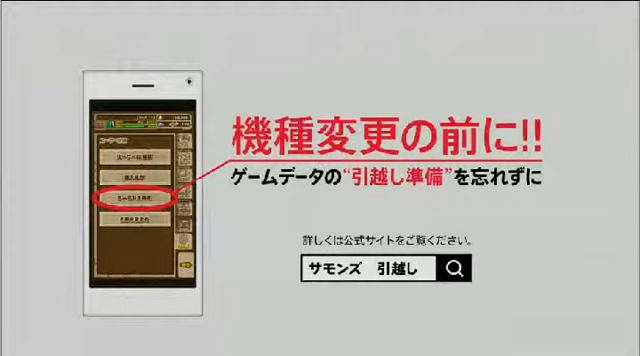 機種変更の前に!!
ゲームデータの“引越し準備”を忘れずに
詳しくは公式サイトをご覧ください。
サモンズ 引越し